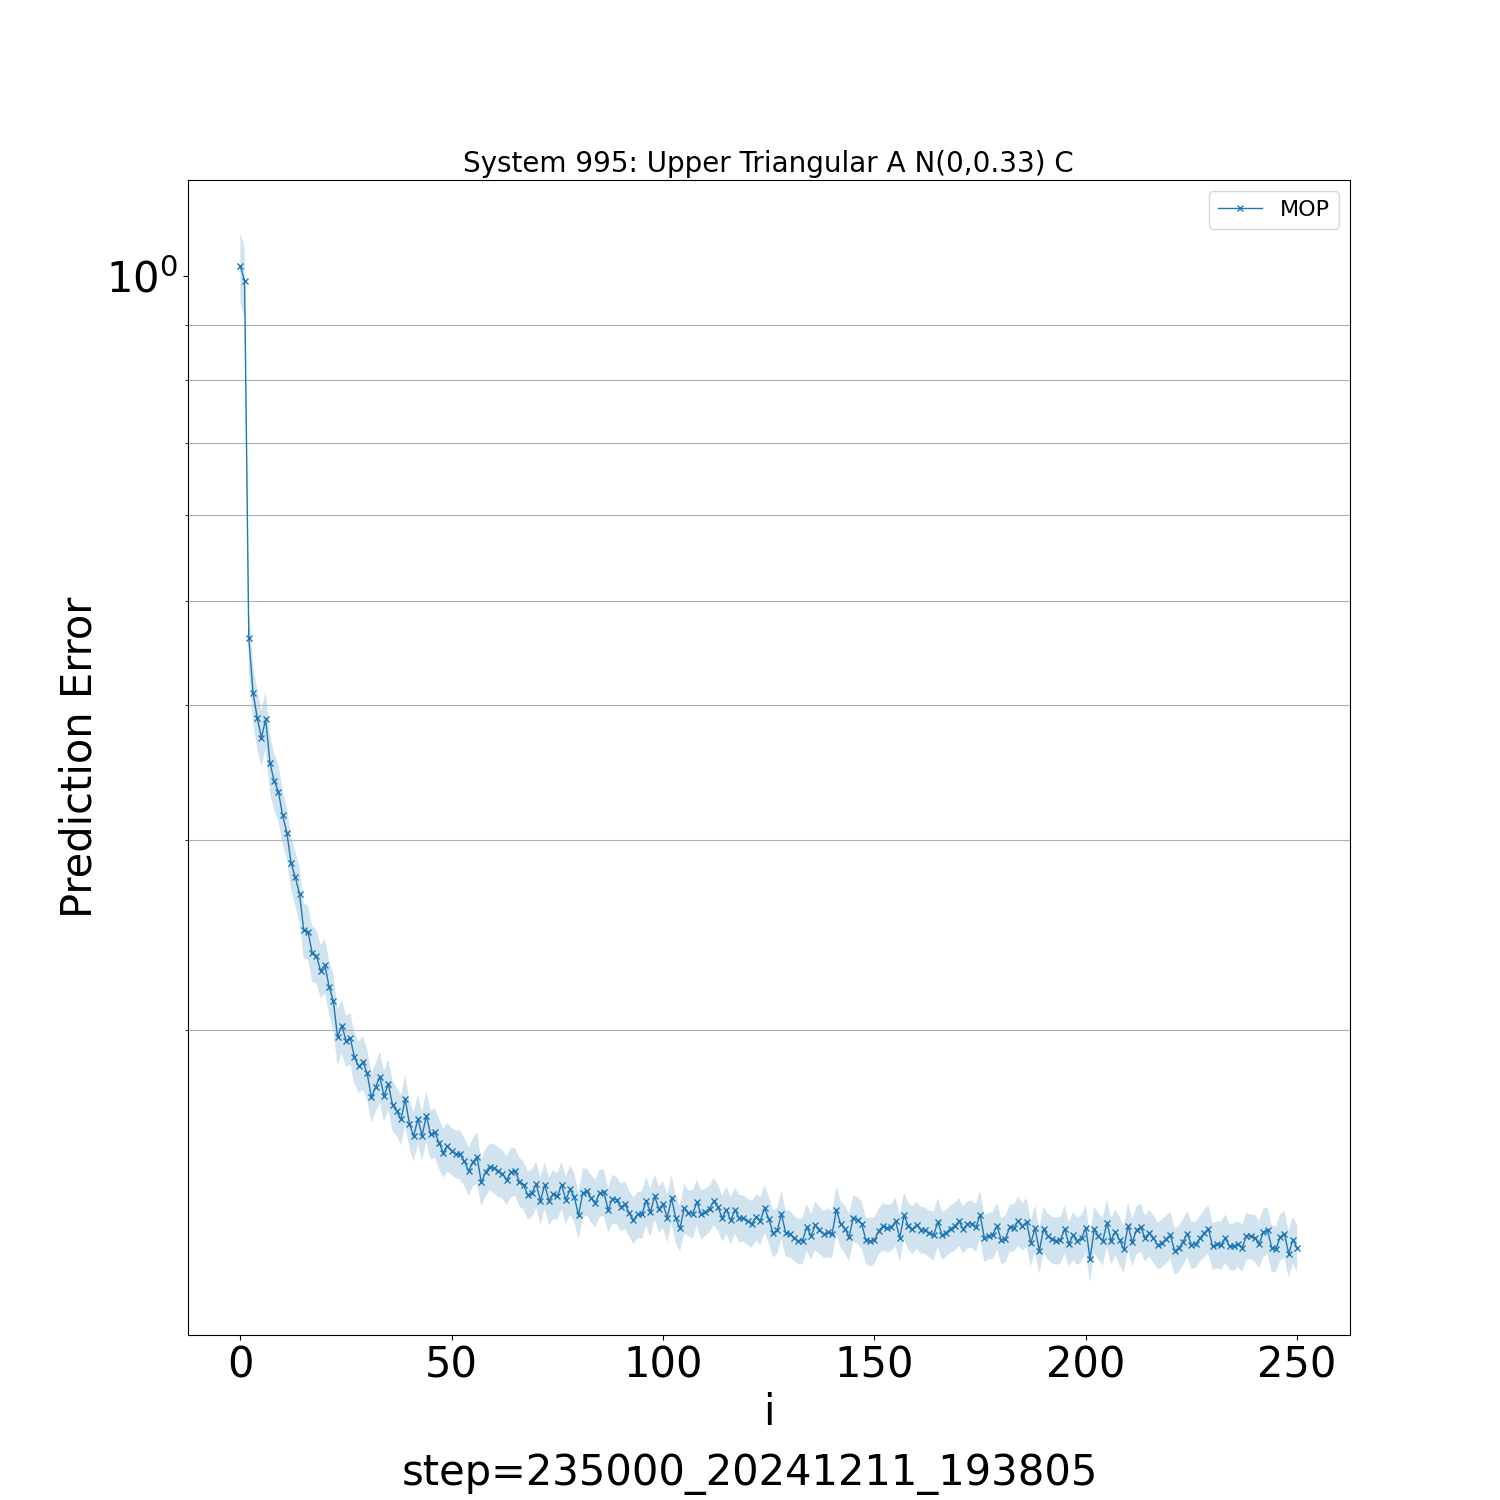 System 995: Upper Triangular A N(0,0.33) C
MOP
10⁰
Prediction Error
0 50 100 150 200 250
i
step=235000_20241211_193805